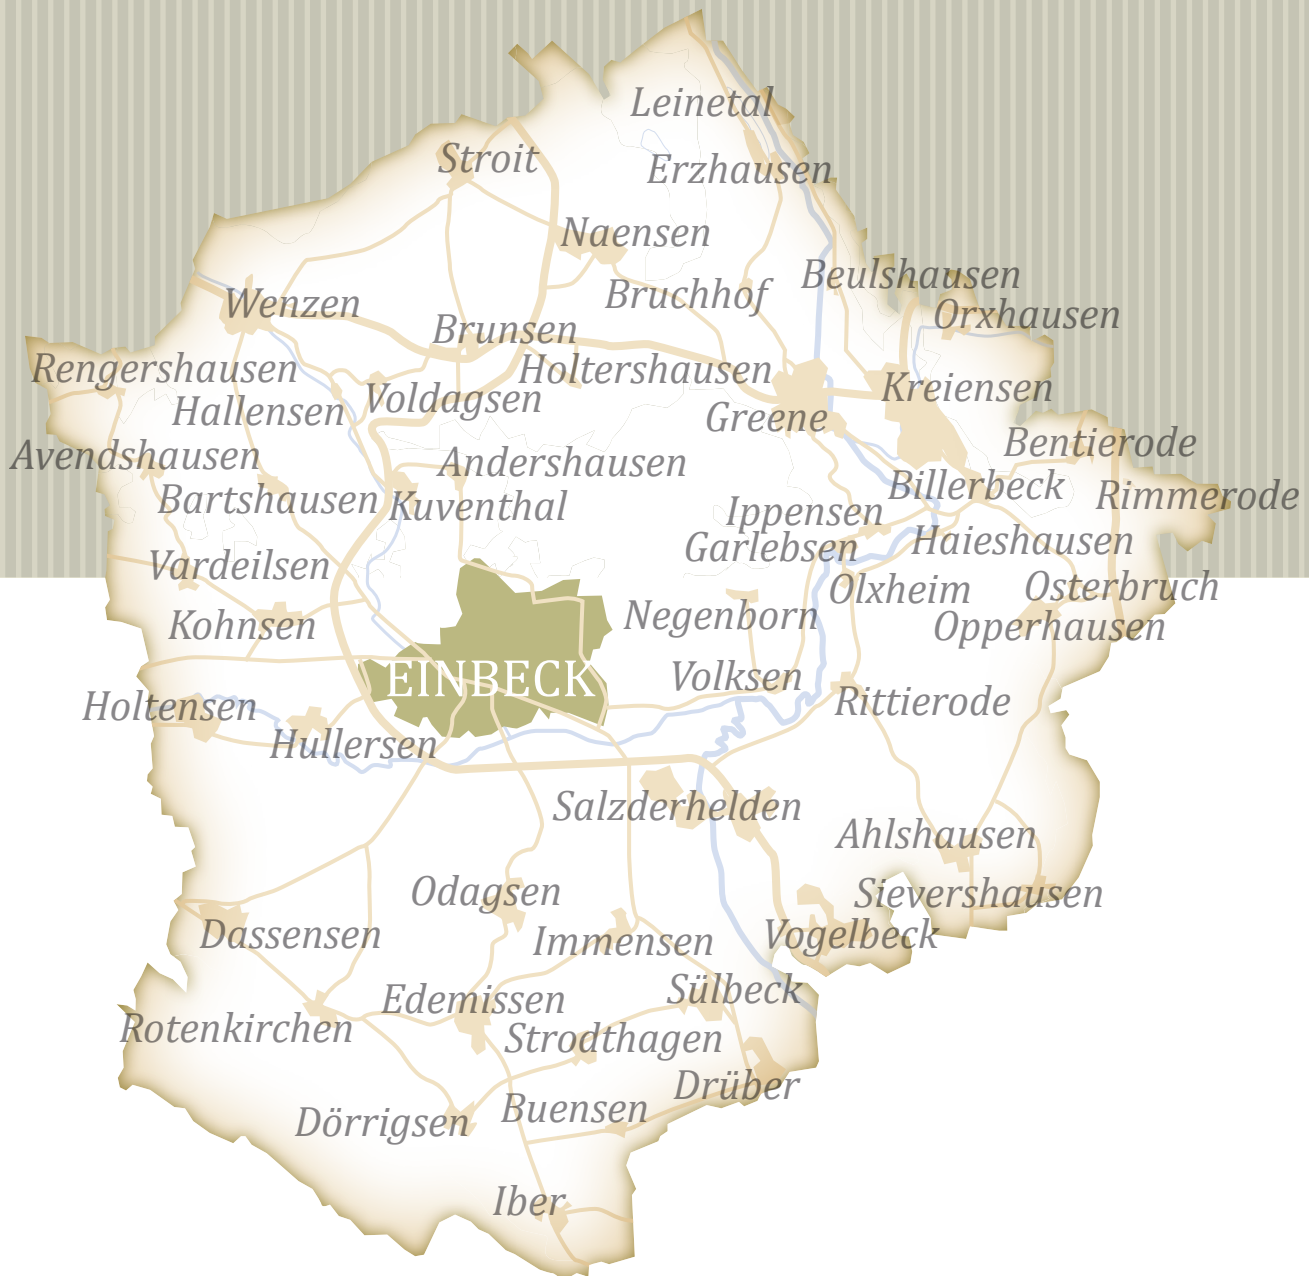 Leinetal
Stroit
Erzhausen
Naensen
Beulshausen
Bruchhof
Wenzen
Orxhausen
Brunsen
Rengershausen
Holtershausen
Kreiensen
Voldagsen
Hallensen
Greene
Bentierode
Avendshausen
Andershausen
Billerbeck
Rimmerode
Bartshausen
Kuventhal
Ippensen
Haieshausen
Garlebsen
Vardeilsen
Olxheim
Osterbruch
Negenborn
Kohnsen
Opperhausen
EINBECK
Volksen
Rittierode
Holtensen
Hullersen
Salzderhelden
Ahlshausen
Odagsen
Sievershausen
Dassensen
Immensen
Vogelbeck
Sülbeck
Edemissen
Rotenkirchen
Strodthagen
Drüber
Buensen
Dörrigsen
Iber